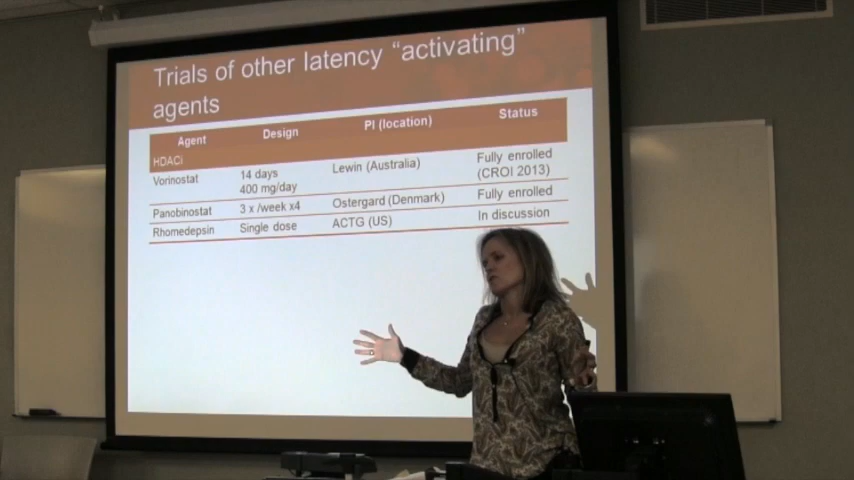 Trials of other latency "activating"
agents
Agent Design PI (location) Status
HDACi
Vorinostat 14 days 400 mg/day Lewin (Australia) Fully enrolled (CROI 2013)
Panobinostat 3 x /week x4 Ostergard (Denmark) Fully enrolled
Rhomedepsin Single dose ACTG (US) In discussion